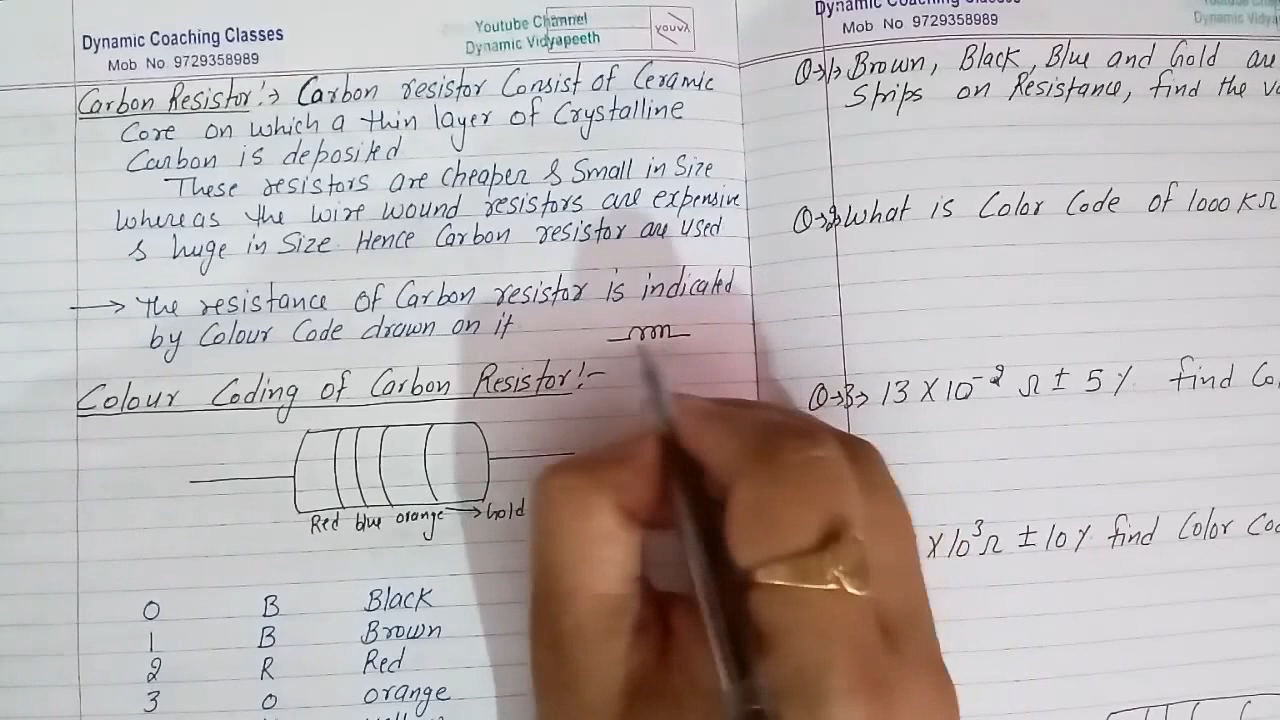 Dynamic Coaching Classes
Mob No 9729358989
Youtube Channel
Dynamic Vidyapeeth
youva
Carbon Resistor:→ Carbon resistor Consist of Ceramic
Core on which a thin layer of Crystalline
Carbon is deposited
These resistors are cheaper & Small in Size
whereas the wire wound resistors are expensive
& huge in Size. Hence Carbon resistor are used
→ The resistance of Carbon resistor is indicated
by Colour Code drawn on it
Colour Coding of Carbon Resistor:-
Red blue orange → Gold
0 B Black
1 B Brown
2 R Red
3 O orange
Dynamic Coaching Classes
Mob No 9729358989
Q→1→ Brown, Black, Blue and Gold are
Strips on Resistance, find the
Q→2→ What is Color Code of 1000 KΩ
Q→3→ 13 X 10⁻² Ω ± 5 % find
X 10³ Ω ± 10 % find Color